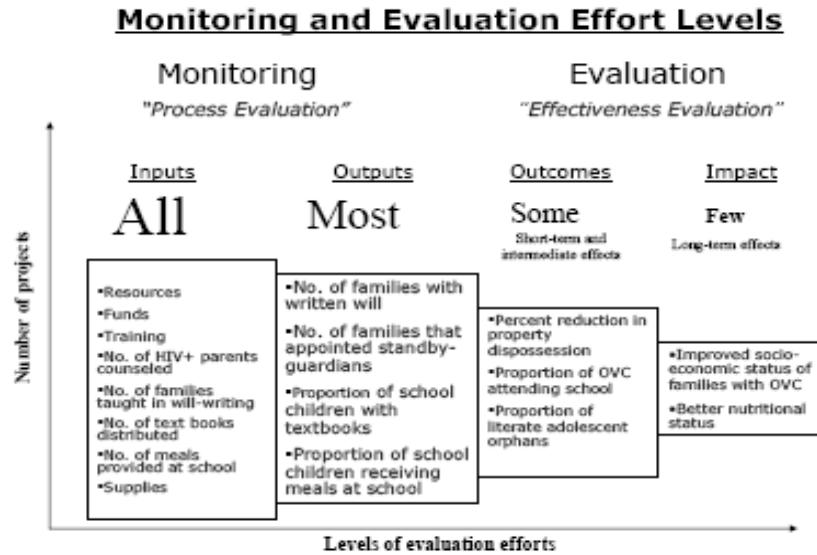 Monitoring and Evaluation Effort Levels
Monitoring
Evaluation
"Process Evaluation"
"Effectiveness Evaluation"
Inputs
Outputs
Outcomes
Impact
All
Most
Some
Few
Short-term and
intermediate effects
Long-term effects
Number of projects
•Resources
•Funds
•Training
•No. of HIV+ parents
counseled
•No. of families
taught in will-writing
•No. of text books
distributed
•No. of meals
provided at school
•Supplies
•No. of families with
written will
•No. of families that
appointed standby-
guardians
•Proportion of school
children with
textbooks
•Proportion of school
children receiving
meals at school
•Percent reduction in
property
dispossession
•Proportion of OVC
attending school
•Proportion of
literate adolescent
orphans
•Improved socio-
economic status of
families with OVC
•Better nutritional
status
Levels of evaluation efforts